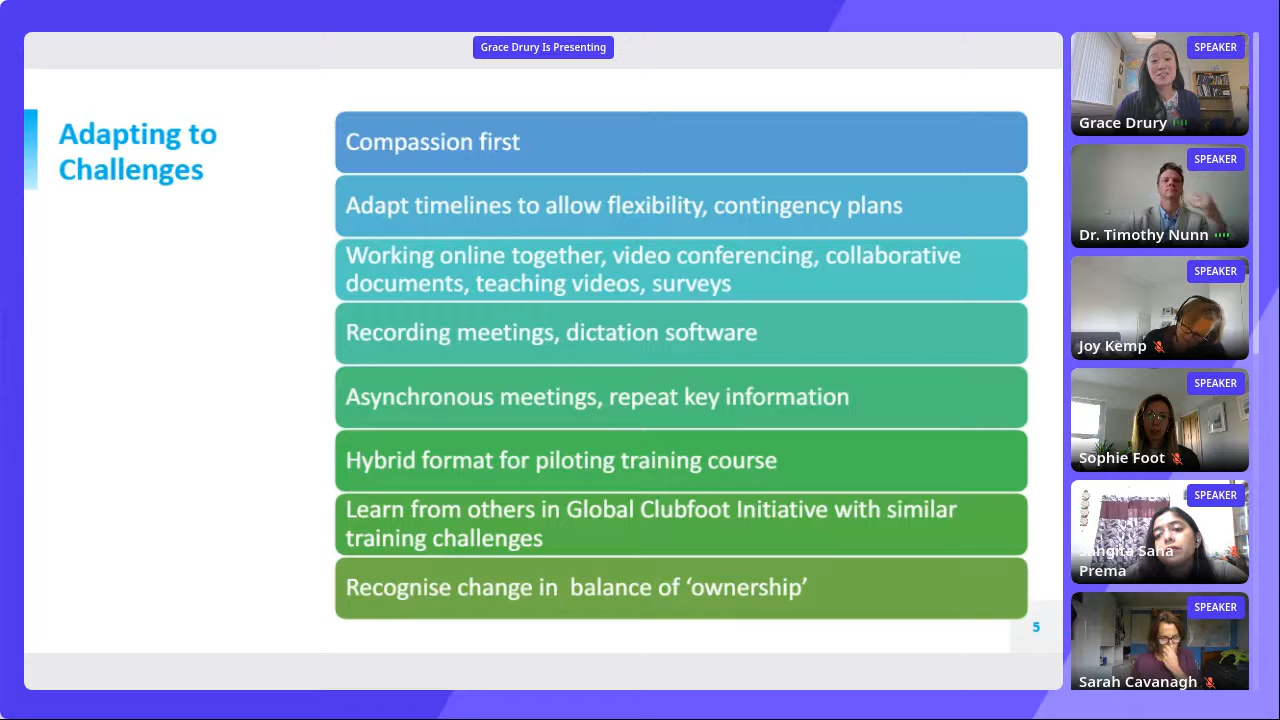 Grace Drury Is Presenting
Adapting to
Challenges
Compassion first
Adapt timelines to allow flexibility, contingency plans
Working online together, video conferencing, collaborative
documents, teaching videos, surveys
Recording meetings, dictation software
Asynchronous meetings, repeat key information
Hybrid format for piloting training course
Learn from others in Global Clubfoot Initiative with similar
training challenges
Recognise change in  balance of ‘ownership’
5
SPEAKER
Grace Drury
SPEAKER
Dr. Timothy Nunn
SPEAKER
Joy Kemp
SPEAKER
Sophie Foot
SPEAKER
Sangita Saha
Prema
SPEAKER
Sarah Cavanagh